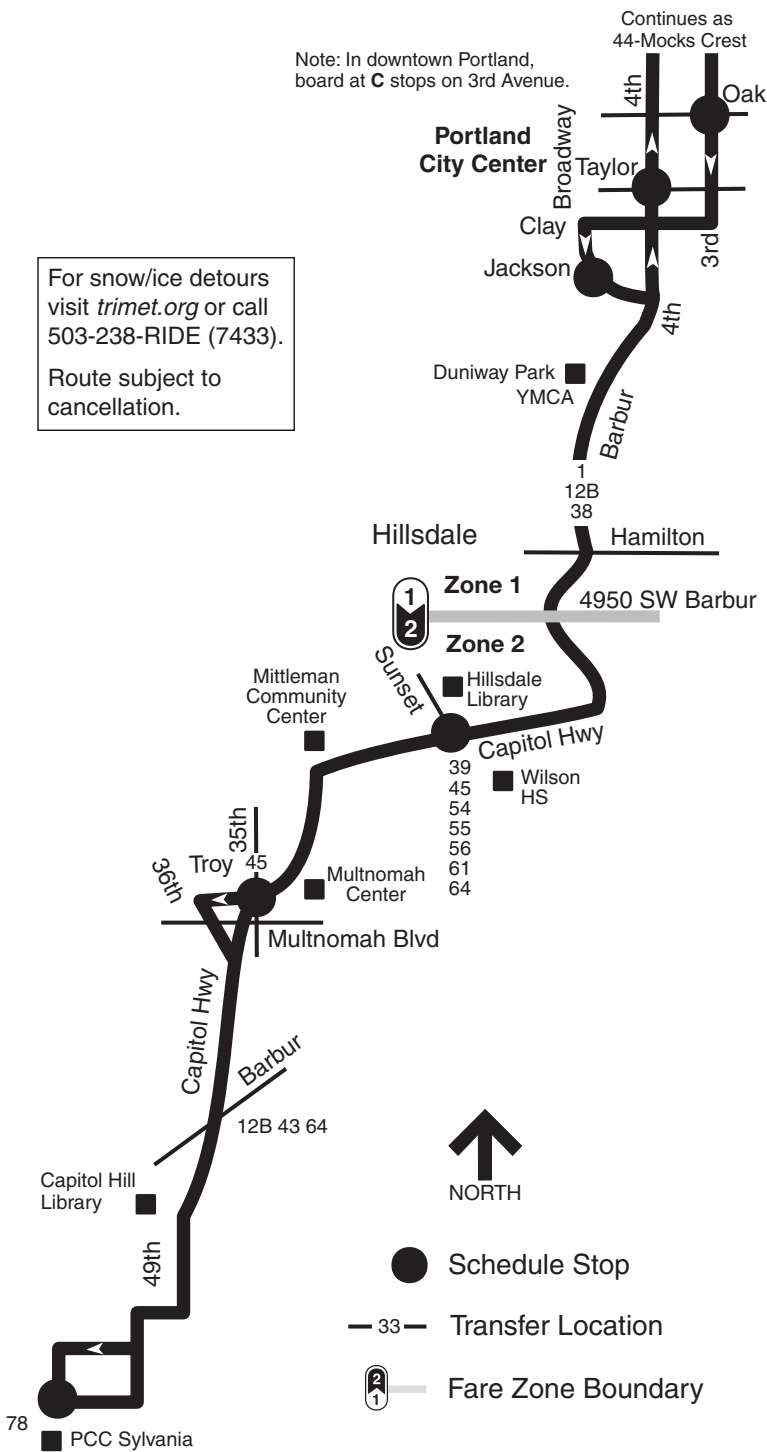 Continues as
44-Mocks Crest
Note: In downtown Portland,
board at C stops on 3rd Avenue.
4th
Oak
Portland
City Center
Broadway
Taylor
Clay
3rd
Jackson
4th
For snow/ice detours
visit trimet.org or call
503-238-RIDE (7433).
Route subject to
cancellation.
Duniway Park
YMCA
Barbur
1
12B
38
Hillsdale
Hamilton
Zone 1
1
2
4950 SW Barbur
Zone 2
Sunset
Hillsdale
Library
Mittleman
Community
Center
Capitol Hwy
39
45
54
55
56
61
64
Wilson
HS
35th
Troy
45
36th
Multnomah
Center
Multnomah Blvd
Capitol Hwy
Barbur
12B 43 64
Capitol Hill
Library
49th
78
PCC Sylvania
NORTH
Schedule Stop
33
Transfer Location
2
1
Fare Zone Boundary